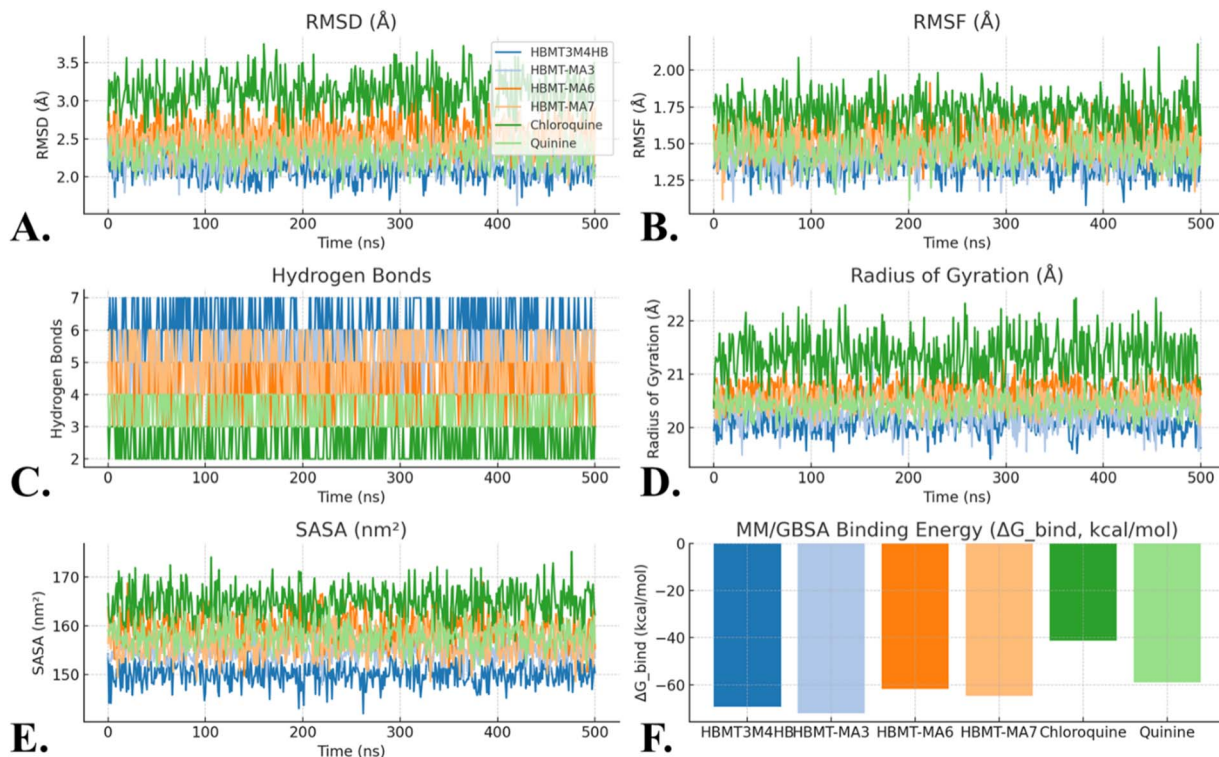 RMSD (Å)
RMSD (Å)
3.5
3.0
2.5
2.0
HBMT3M4HB
HBMT-MA3
HBMT-MA6
HBMT-MA7
Chloroquine
Quinine
0 100 200 300 400 500
Time (ns)
A.
RMSF (Å)
RMSF (Å)
2.00
1.75
1.50
1.25
0 100 200 300 400 500
Time (ns)
B.
Hydrogen Bonds
Hydrogen Bonds
7
6
5
4
3
2
0 100 200 300 400 500
Time (ns)
C.
Radius of Gyration (Å)
Radius of Gyration (Å)
22
21
20
0 100 200 300 400 500
Time (ns)
D.
SASA (nm²)
SASA (nm²)
170
160
150
0 100 200 300 400 500
Time (ns)
E.
MM/GBSA Binding Energy (ΔG_bind, kcal/mol)
ΔG_bind (kcal/mol)
0
−20
−40
−60
HBMT3M4HB HBMT-MA3 HBMT-MA6 HBMT-MA7 Chloroquine Quinine
F.